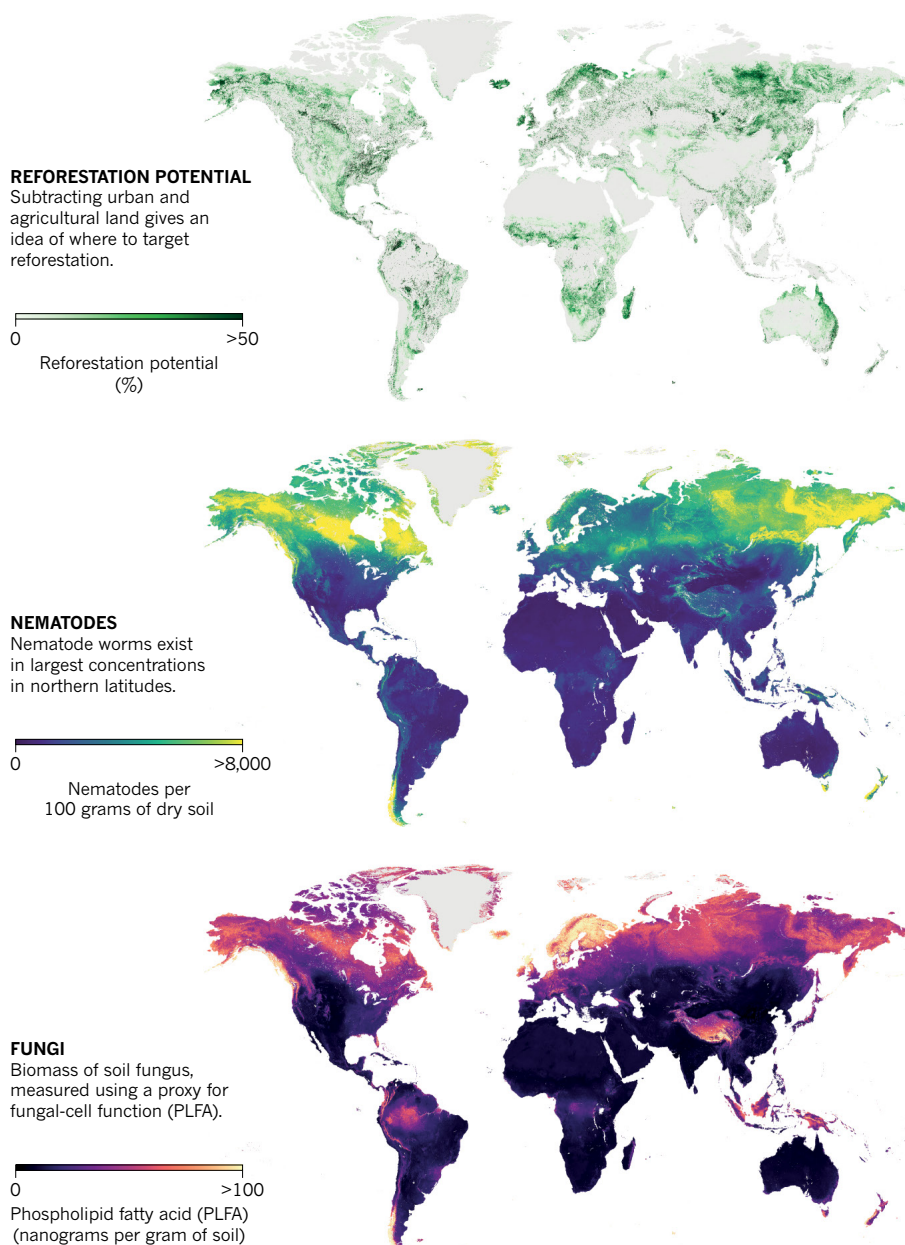 REFORESTATION POTENTIAL
Subtracting urban and
agricultural land gives an
idea of where to target
reforestation.
0 >50
Reforestation potential
(%)
NEMATODES
Nematode worms exist
in largest concentrations
in northern latitudes.
0 >8,000
Nematodes per
100 grams of dry soil
FUNGI
Biomass of soil fungus,
measured using a proxy for
fungal-cell function (PLFA).
0 >100
Phospholipid fatty acid (PLFA)
(nanograms per gram of soil)